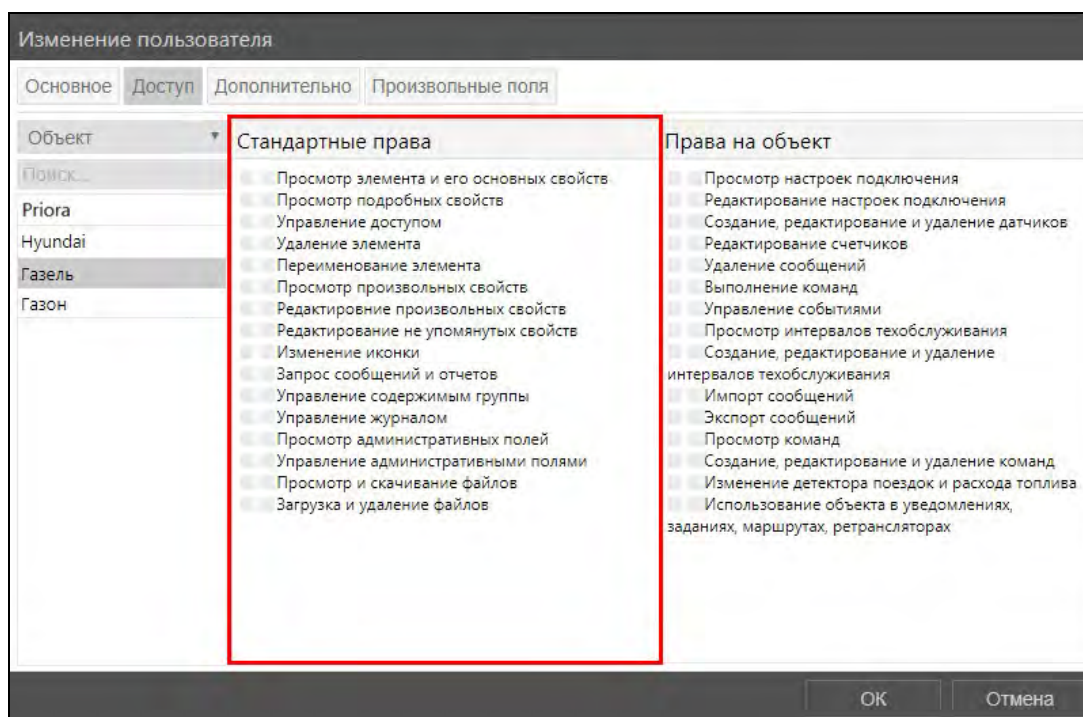 Изменение пользователя
Основное Доступ Дополнительно Произвольные поля
Объект
Поиск...
Priora
Hyundai
Газель
Газон
Стандартные права
Просмотр элемента и его основных свойств
Просмотр подробных свойств
Управление доступом
Удаление элемента
Переименование элемента
Просмотр произвольных свойств
Редактировние произвольных свойств
Редактирование не упомянутых свойств
Изменение иконки
Запрос сообщений и отчетов
Управление содержимым группы
Управление журналом
Просмотр административных полей
Управление административными полями
Просмотр и скачивание файлов
Загрузка и удаление файлов
Права на объект
Просмотр настроек подключения
Редактирование настроек подключения
Создание, редактирование и удаление датчиков
Редактирование счетчиков
Удаление сообщений
Выполнение команд
Управление событиями
Просмотр интервалов техобслуживания
Создание, редактирование и удаление
интервалов техобслуживания
Импорт сообщений
Экспорт сообщений
Просмотр команд
Создание, редактирование и удаление команд
Изменение детектора поездок и расхода топлива
Использование объекта в уведомлениях,
заданиях, маршрутах, ретрансляторах
ОК Отмена